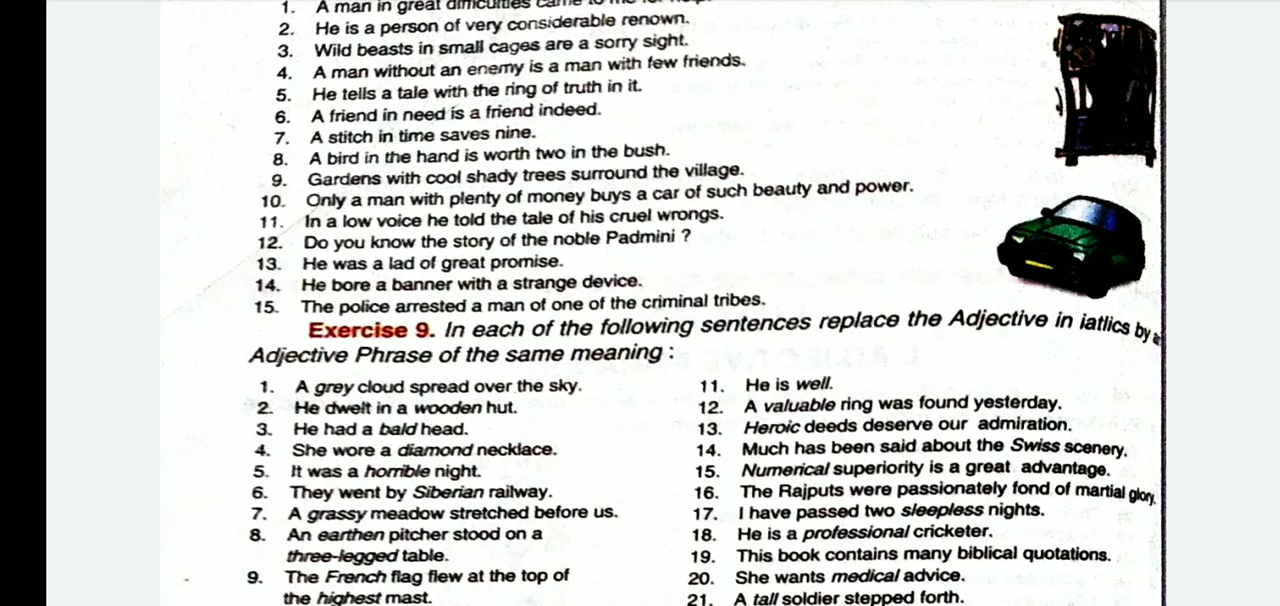 1. A man in great difficulties came to me for help.
2. He is a person of very considerable renown.
3. Wild beasts in small cages are a sorry sight.
4. A man without an enemy is a man with few friends.
5. He tells a tale with the ring of truth in it.
6. A friend in need is a friend indeed.
7. A stitch in time saves nine.
8. A bird in the hand is worth two in the bush.
9. Gardens with cool shady trees surround the village.
10. Only a man with plenty of money buys a car of such beauty and power.
11. In a low voice he told the tale of his cruel wrongs.
12. Do you know the story of the noble Padmini ?
13. He was a lad of great promise.
14. He bore a banner with a strange device.
15. The police arrested a man of one of the criminal tribes.
Exercise 9. In each of the following sentences replace the Adjective in iatlics by
Adjective Phrase of the same meaning :
1. A grey cloud spread over the sky.
2. He dwelt in a wooden hut.
3. He had a bald head.
4. She wore a diamond necklace.
5. It was a horrible night.
6. They went by Siberian railway.
7. A grassy meadow stretched before us.
8. An earthen pitcher stood on a
three-legged table.
9. The French flag flew at the top of
the highest mast.
11. He is well.
12. A valuable ring was found yesterday.
13. Heroic deeds deserve our admiration.
14. Much has been said about the Swiss scenery.
15. Numerical superiority is a great advantage.
16. The Rajputs were passionately fond of martial glory.
17. I have passed two sleepless nights.
18. He is a professional cricketer.
19. This book contains many biblical quotations.
20. She wants medical advice.
21. A tall soldier stepped forth.